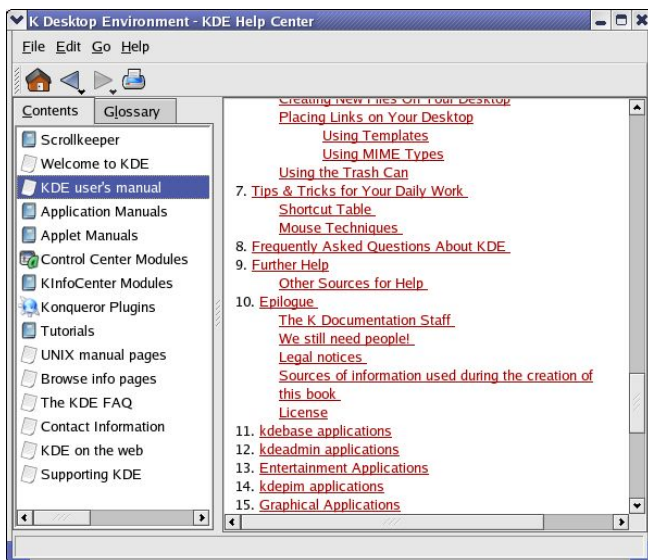 K Desktop Environment - KDE Help Center
File Edit Go Help
Contents
Glossary
Scrollkeeper
Welcome to KDE
KDE user's manual
Application Manuals
Applet Manuals
Control Center Modules
KInfoCenter Modules
Konqueror Plugins
Tutorials
UNIX manual pages
Browse info pages
The KDE FAQ
Contact Information
KDE on the web
Supporting KDE
Creating New Files On Your Desktop
Placing Links on Your Desktop
Using Templates
Using MIME Types
Using the Trash Can
7. Tips & Tricks for Your Daily Work
Shortcut Table
Mouse Techniques
8. Frequently Asked Questions About KDE
9. Further Help
Other Sources for Help
10. Epilogue
The K Documentation Staff
We still need people!
Legal notices
Sources of information used during the creation of
this book
License
11. kdebase applications
12. kdeadmin applications
13. Entertainment Applications
14. kdepim applications
15. Graphical Applications